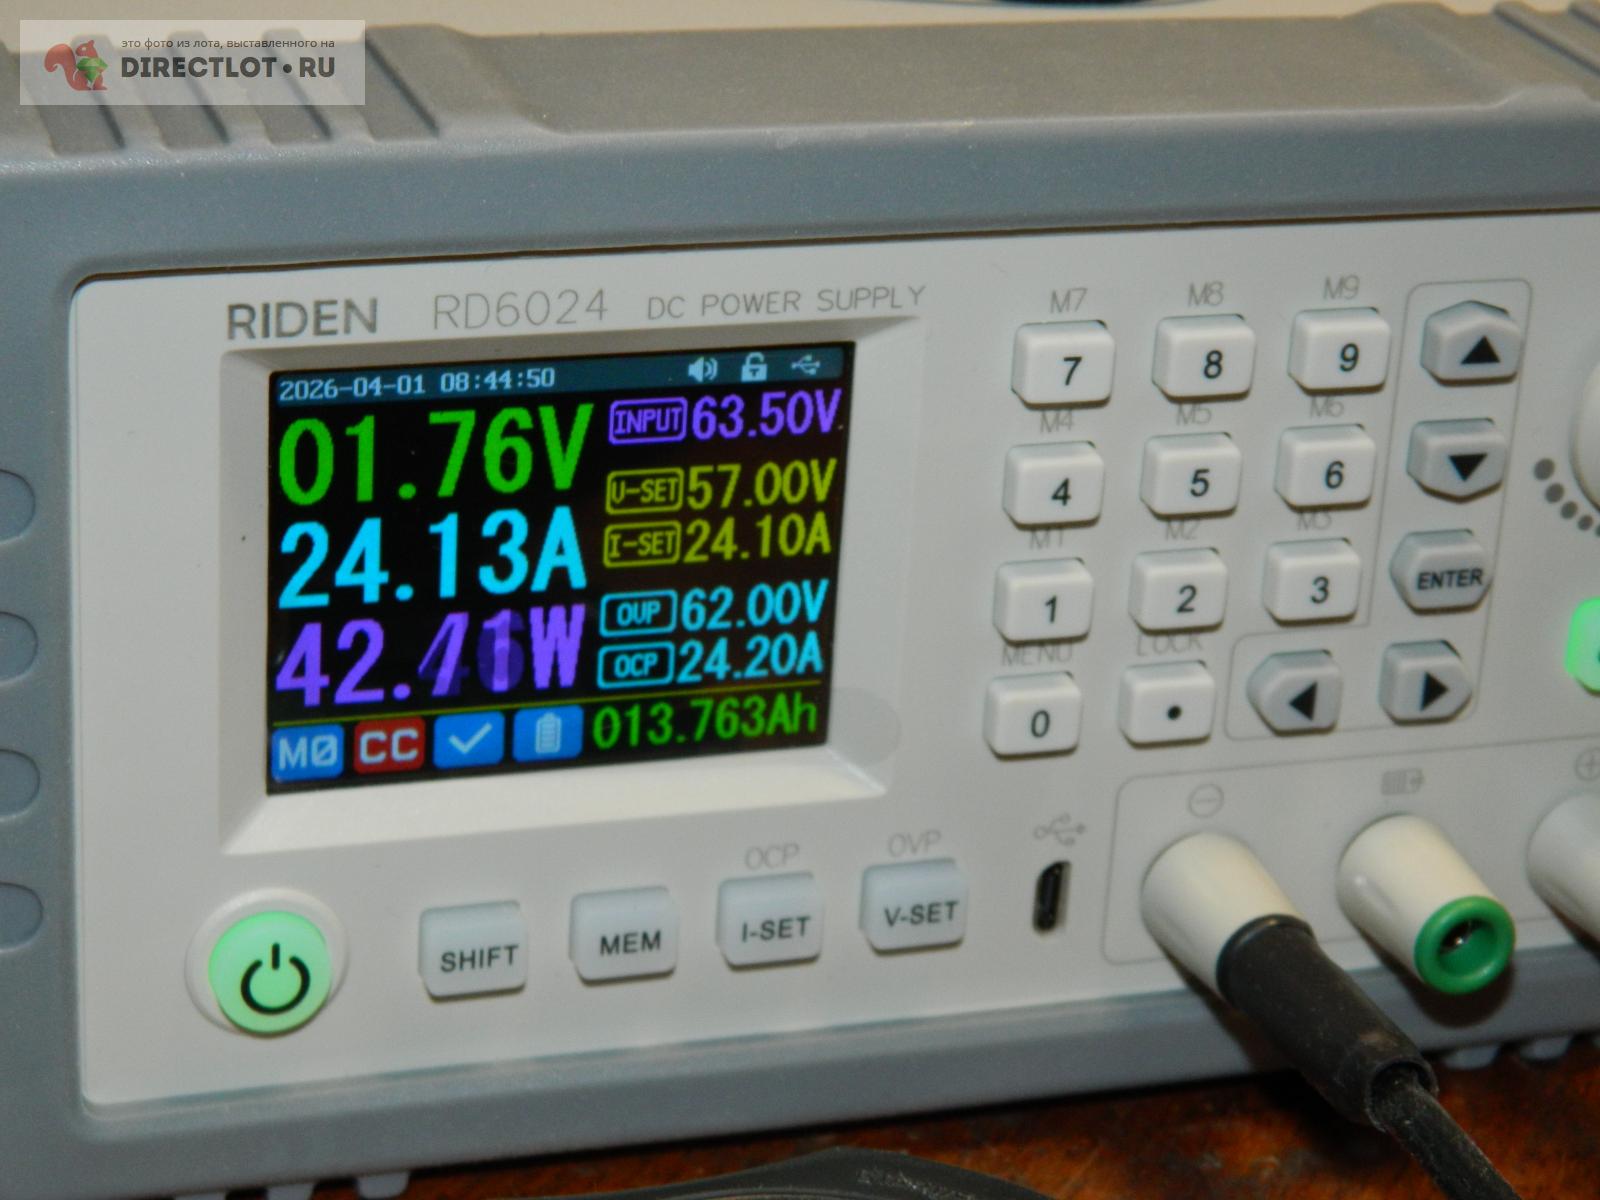 это фото из лота, выставленного на
DIRECTLOT•RU
RIDEN RD6024 DC POWER SUPPLY
2026-04-01 08:44:50
01.76V
INPUT 63.50V
V-SET 57.00V
24.13A
I-SET 24.10A
OVP 62.00V
OCP 24.20A
M0 CC 013.763Ah
M7 M8 M9
7 8 9
M4 M5 M6
4 5 6
M1 M2 M3
1 2 3
ENTER
MENU LOCK
0 •
OCP OVP
SHIFT MEM I-SET V-SET